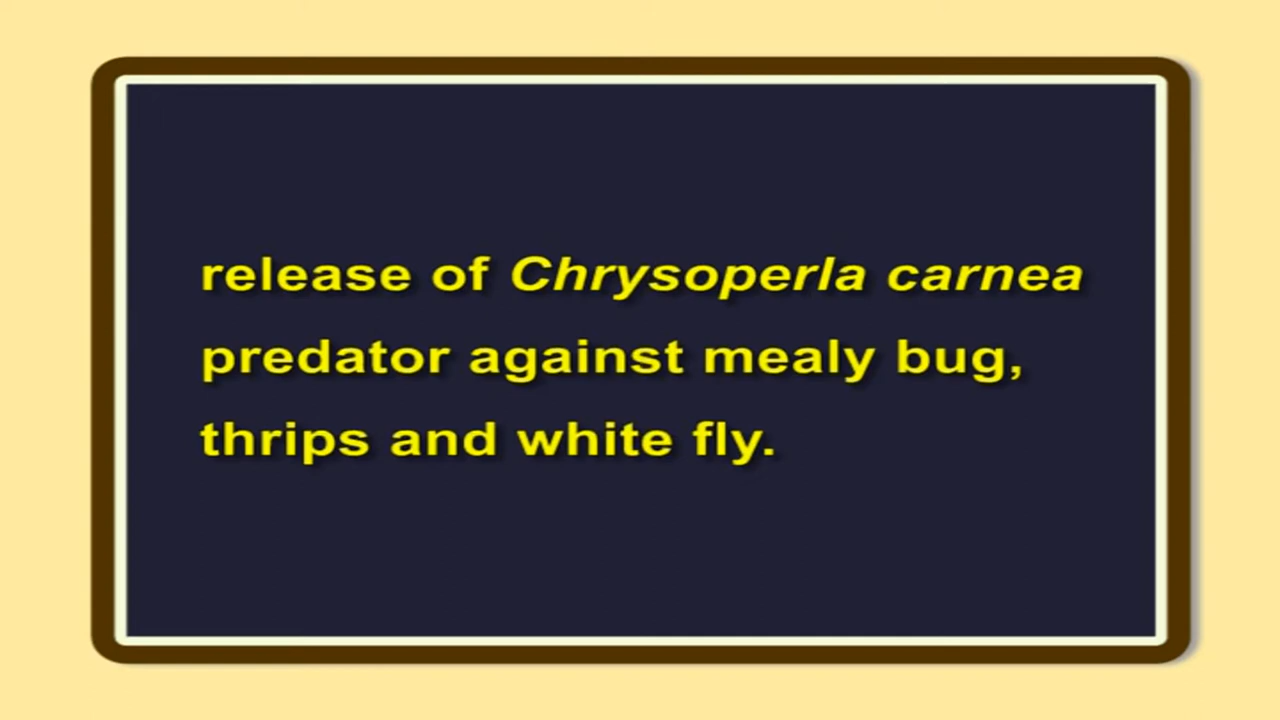 release of Chrysoperla carnea
predator against mealy bug,
thrips and white fly.